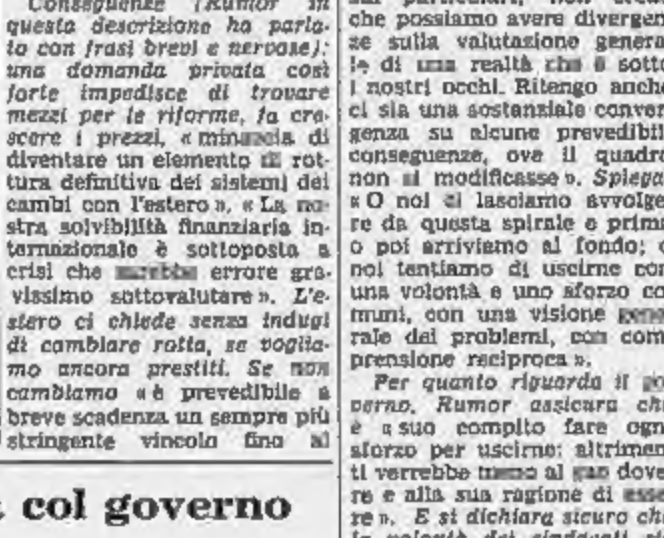 Conseguenze (Rumor in
questa descrizione ha parla-
to con frasi brevi e nervose):
una domanda privata così
forte impedisce di trovare
mezzi per le riforme, fa cre-
scere i prezzi, « minaccia di
diventare un elemento di rot-
tura definitiva dei sistemi dei
cambi con l'estero ». « La no-
stra solvibilità finanziaria in-
ternazionale è sottoposta a
crisi che sarebbe errore gra-
vissimo sottovalutare ». L'e-
stero ci chiede senza indugi
di cambiare rotta, se voglia-
mo ancora prestiti. Se non
cambiamo « è prevedibile a
breve scadenza un sempre più
stringente vincolo fino al
col governo
che possiamo avere divergen
ze sulla valutazione genera
le di una realtà che è sotto
i nostri occhi. Ritengo anche
ci sia una sostanziale conver
genza su alcune prevedibil
conseguenze, ove il quadro
non si modificasse ». Spiega
« O noi ci lasciamo avvolge
re da questa spirale e prima
o poi arriviamo al fondo; o
noi tentiamo di uscirne con
una volontà e uno sforzo co
muni, con una visione gene
rale dei problemi, con com
prensione reciproca ».
Per quanto riguarda il go
verno, Rumor assicura che
è « suo compito fare ogn
sforzo per uscirne: altrimen
ti verrebbe meno al suo dove
re e alla sua ragione di esse
re ». E si dichiara sicuro che